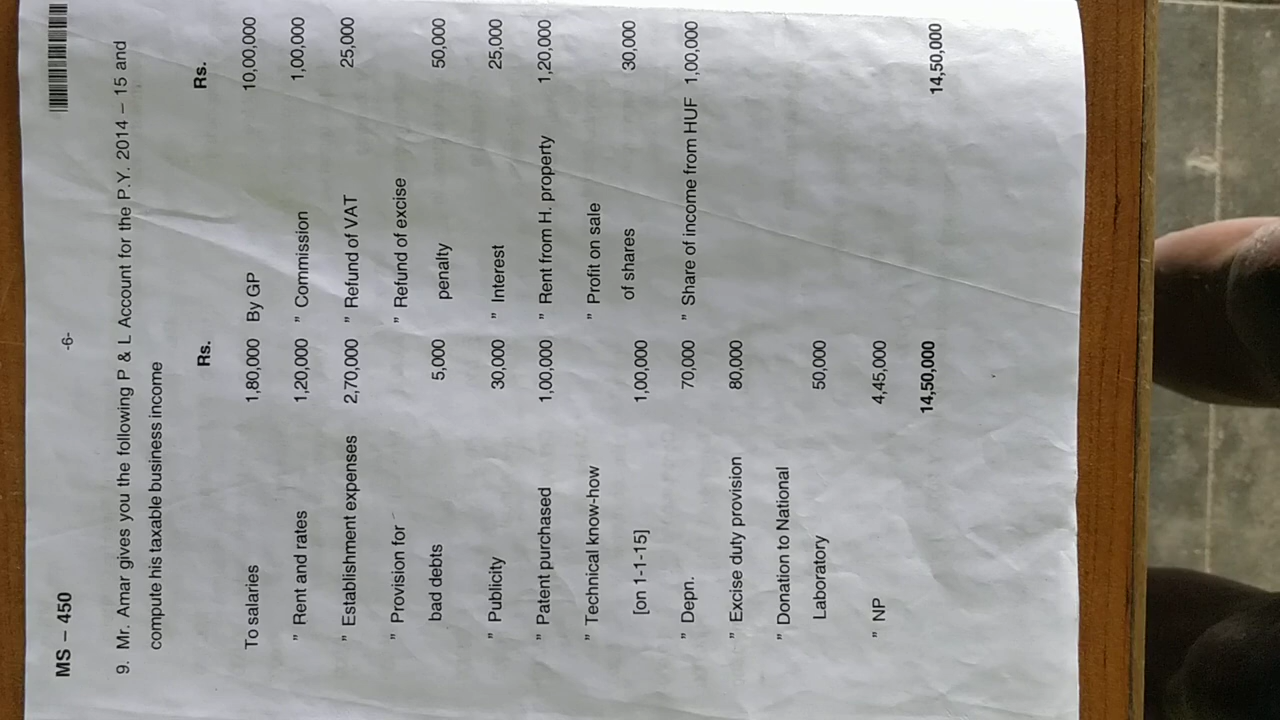 MS – 450 -6-
9. Mr. Amar gives you the following P & L Account for the P.Y. 2014 – 15 and
compute his taxable business income
Rs. Rs.
To salaries 1,80,000 By GP 10,00,000
" Rent and rates 1,20,000 " Commission 1,00,000
" Establishment expenses 2,70,000 " Refund of VAT 25,000
" Provision for " Refund of excise
bad debts 5,000 penalty 50,000
" Publicity 30,000 " Interest 25,000
" Patent purchased 1,00,000 " Rent from H. property 1,20,000
" Technical know-how " Profit on sale
[on 1-1-15] 1,00,000 of shares 30,000
" Depn. 70,000 " Share of income from HUF 1,00,000
" Excise duty provision 80,000
" Donation to National
Laboratory 50,000
" NP 4,45,000
14,50,000 14,50,000